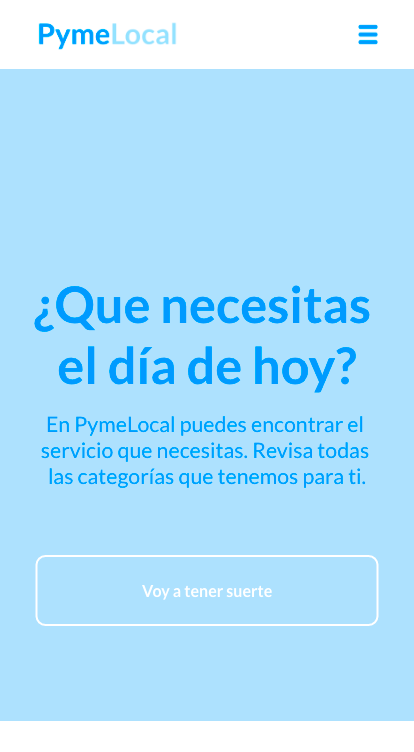 PymeLocal
¿Que necesitas
el día de hoy?
En PymeLocal puedes encontrar el
servicio que necesitas. Revisa todas
las categorías que tenemos para ti.
Voy a tener suerte